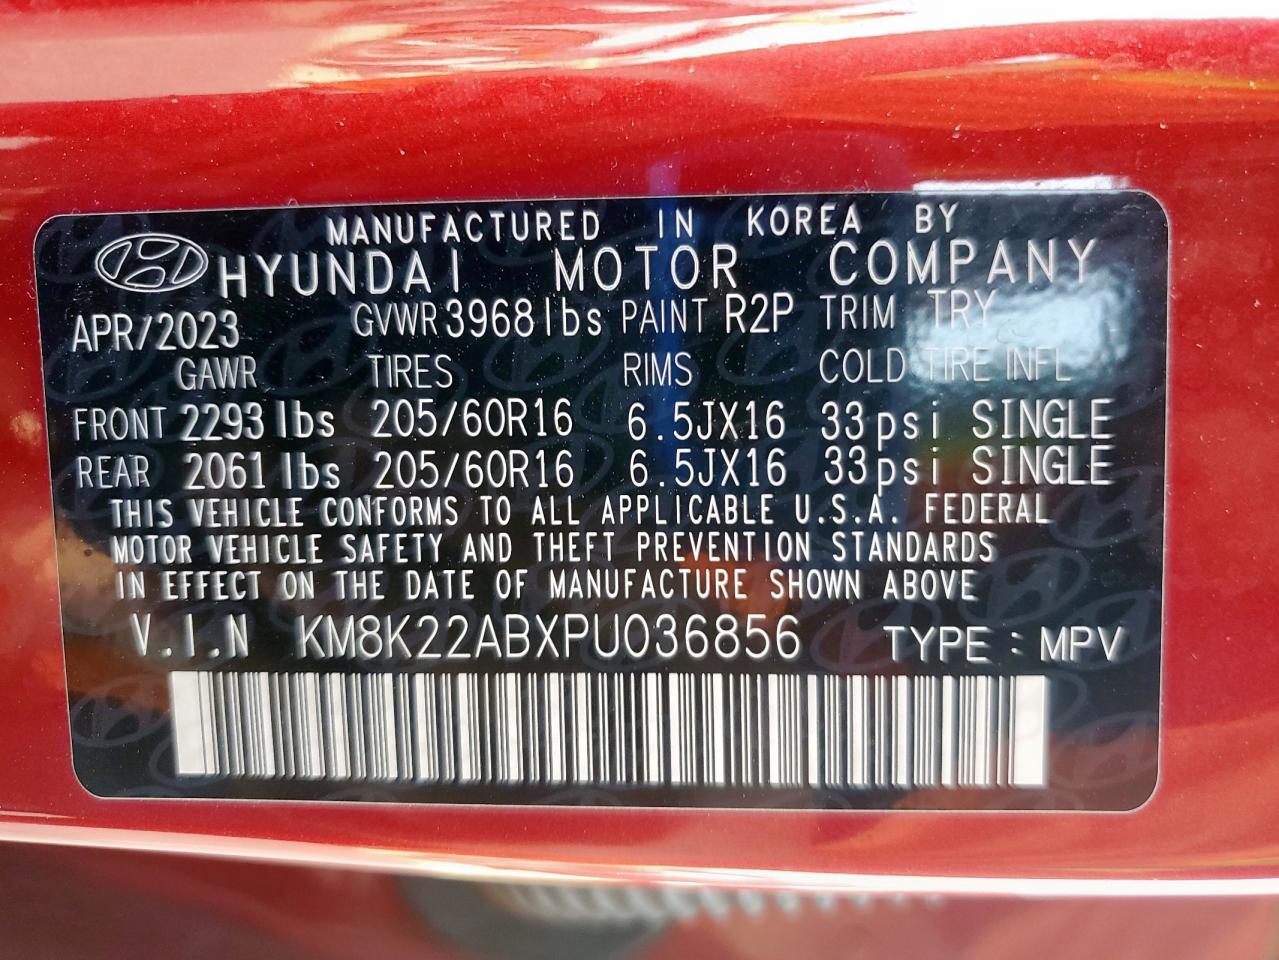 MANUFACTURED IN KOREA BY
HYUNDAI MOTOR COMPANY
APR/2023 GVWR 3968 lbs PAINT R2P TRIM TRY
GAWR TIRES RIMS COLD TIRE INFL
FRONT 2293 lbs 205/60R16 6.5JX16 33psi SINGLE
REAR 2061 lbs 205/60R16 6.5JX16 33psi SINGLE
THIS VEHICLE CONFORMS TO ALL APPLICABLE U.S.A. FEDERAL
MOTOR VEHICLE SAFETY AND THEFT PREVENTION STANDARDS
IN EFFECT ON THE DATE OF MANUFACTURE SHOWN ABOVE
V.I.N KM8K22ABXPU036856 TYPE : MPV